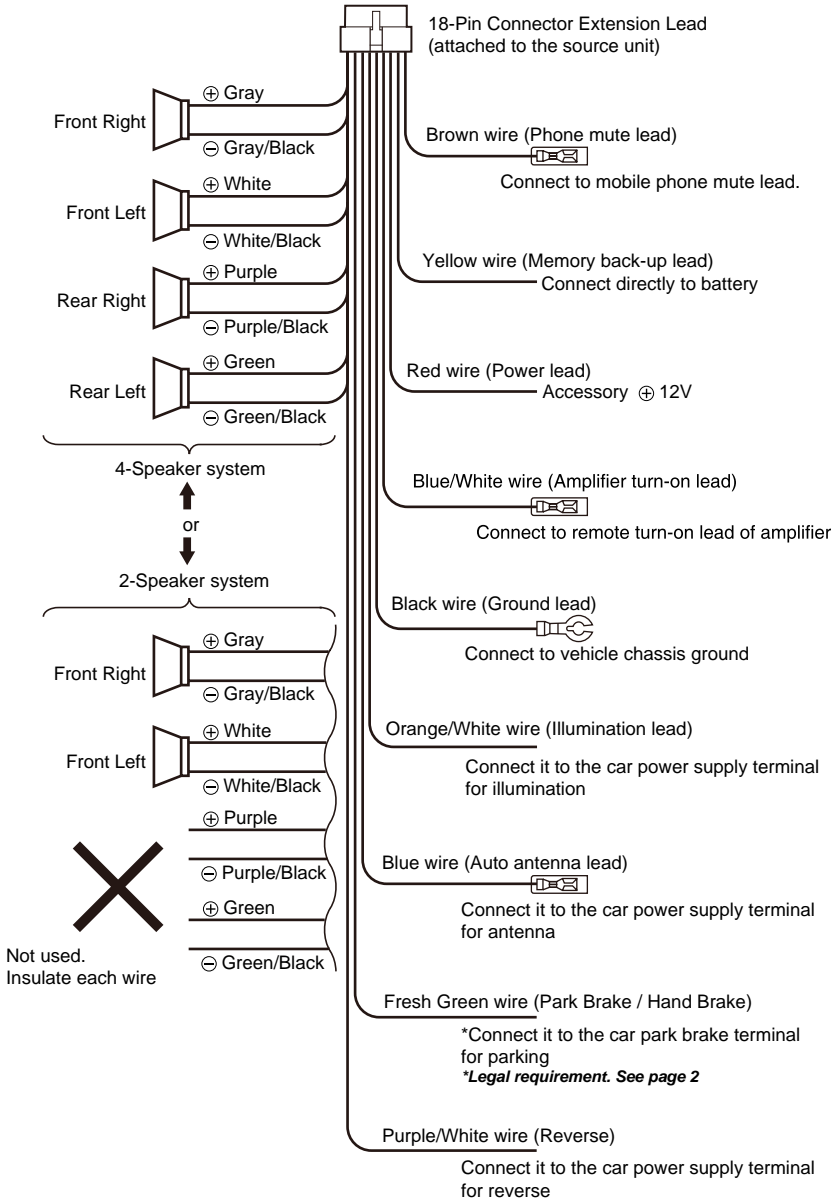 18-Pin Connector Extension Lead
(attached to the source unit)
⊕ Gray
Front Right
⊖ Gray/Black
⊕ White
Front Left
⊖ White/Black
⊕ Purple
Rear Right
⊖ Purple/Black
⊕ Green
Rear Left
⊖ Green/Black
4-Speaker system
or
2-Speaker system
⊕ Gray
Front Right
⊖ Gray/Black
⊕ White
Front Left
⊖ White/Black
⊕ Purple
⊖ Purple/Black
⊕ Green
⊖ Green/Black
Not used.
Insulate each wire
Brown wire (Phone mute lead)
Connect to mobile phone mute lead.
Yellow wire (Memory back-up lead)
Connect directly to battery
Red wire (Power lead)
Accessory ⊕ 12V
Blue/White wire (Amplifier turn-on lead)
Connect to remote turn-on lead of amplifier
Black wire (Ground lead)
Connect to vehicle chassis ground
Orange/White wire (Illumination lead)
Connect it to the car power supply terminal
for illumination
Blue wire (Auto antenna lead)
Connect it to the car power supply terminal
for antenna
Fresh Green wire (Park Brake / Hand Brake)
*Connect it to the car park brake terminal
for parking
*Legal requirement. See page 2
Purple/White wire (Reverse)
Connect it to the car power supply terminal
for reverse